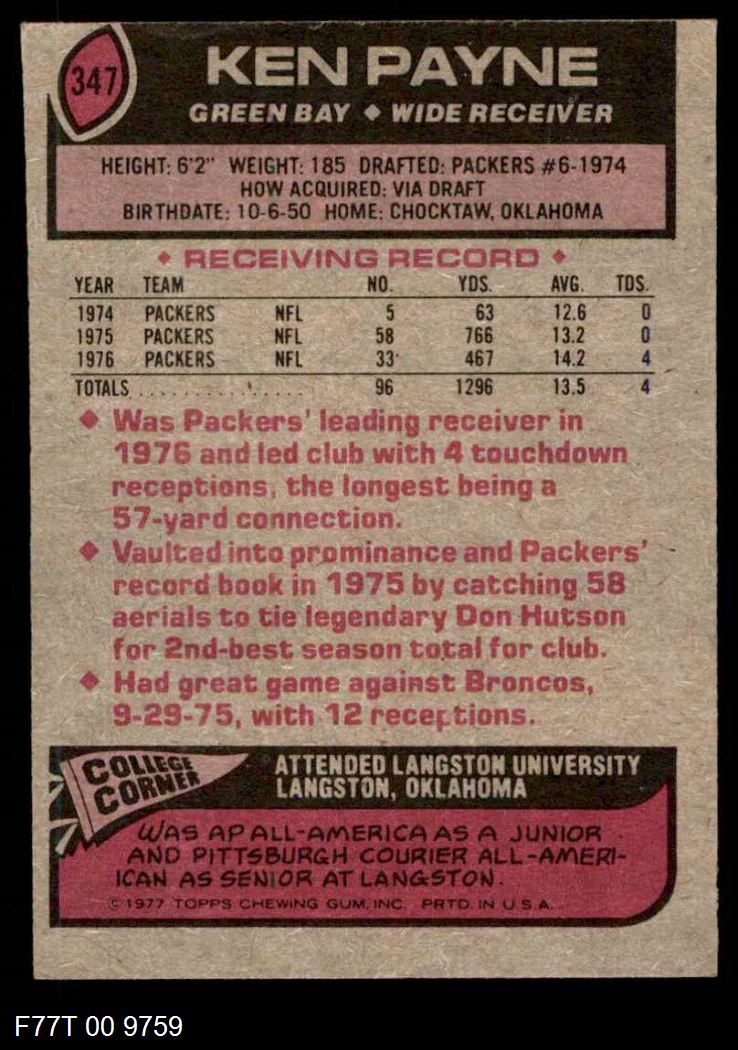 347
KEN PAYNE
GREEN BAY ◆ WIDE RECEIVER
HEIGHT: 6'2" WEIGHT: 185 DRAFTED: PACKERS #6-1974
HOW ACQUIRED: VIA DRAFT
BIRTHDATE: 10-6-50 HOME: CHOCKTAW, OKLAHOMA
◆ RECEIVING RECORD ◆
YEAR TEAM NO. YDS. AVG. TDS.
1974 PACKERS NFL 5 63 12.6 0
1975 PACKERS NFL 58 766 13.2 0
1976 PACKERS NFL 33 467 14.2 4
TOTALS . . . . . . . . . . . . . . . 96 1296 13.5 4
◆ Was Packers' leading receiver in
1976 and led club with 4 touchdown
receptions, the longest being a
57-yard connection.
◆ Vaulted into prominance and Packers'
record book in 1975 by catching 58
aerials to tie legendary Don Hutson
for 2nd-best season total for club.
◆ Had great game against Broncos,
9-29-75, with 12 receptions.
COLLEGE
CORNER
ATTENDED LANGSTON UNIVERSITY
LANGSTON, OKLAHOMA
WAS AP ALL-AMERICA AS A JUNIOR
AND PITTSBURGH COURIER ALL-AMERI-
ICAN AS SENIOR AT LANGSTON.
© 1977 TOPPS CHEWING GUM, INC. PRTD. IN U.S.A.
F77T 00 9759